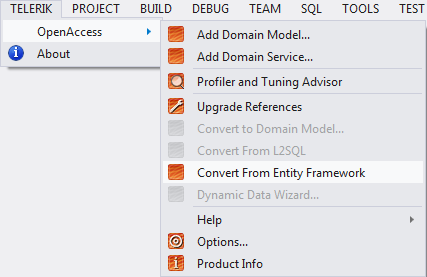 TELERIK PROJECT BUILD DEBUG TEAM SQL TOOLS TEST
OpenAccess
About
Add Domain Model...
Add Domain Service...
Profiler and Tuning Advisor
Upgrade References
Convert to Domain Model...
Convert From L2SQL
Convert From Entity Framework
Dynamic Data Wizard...
Help
Options...
Product Info